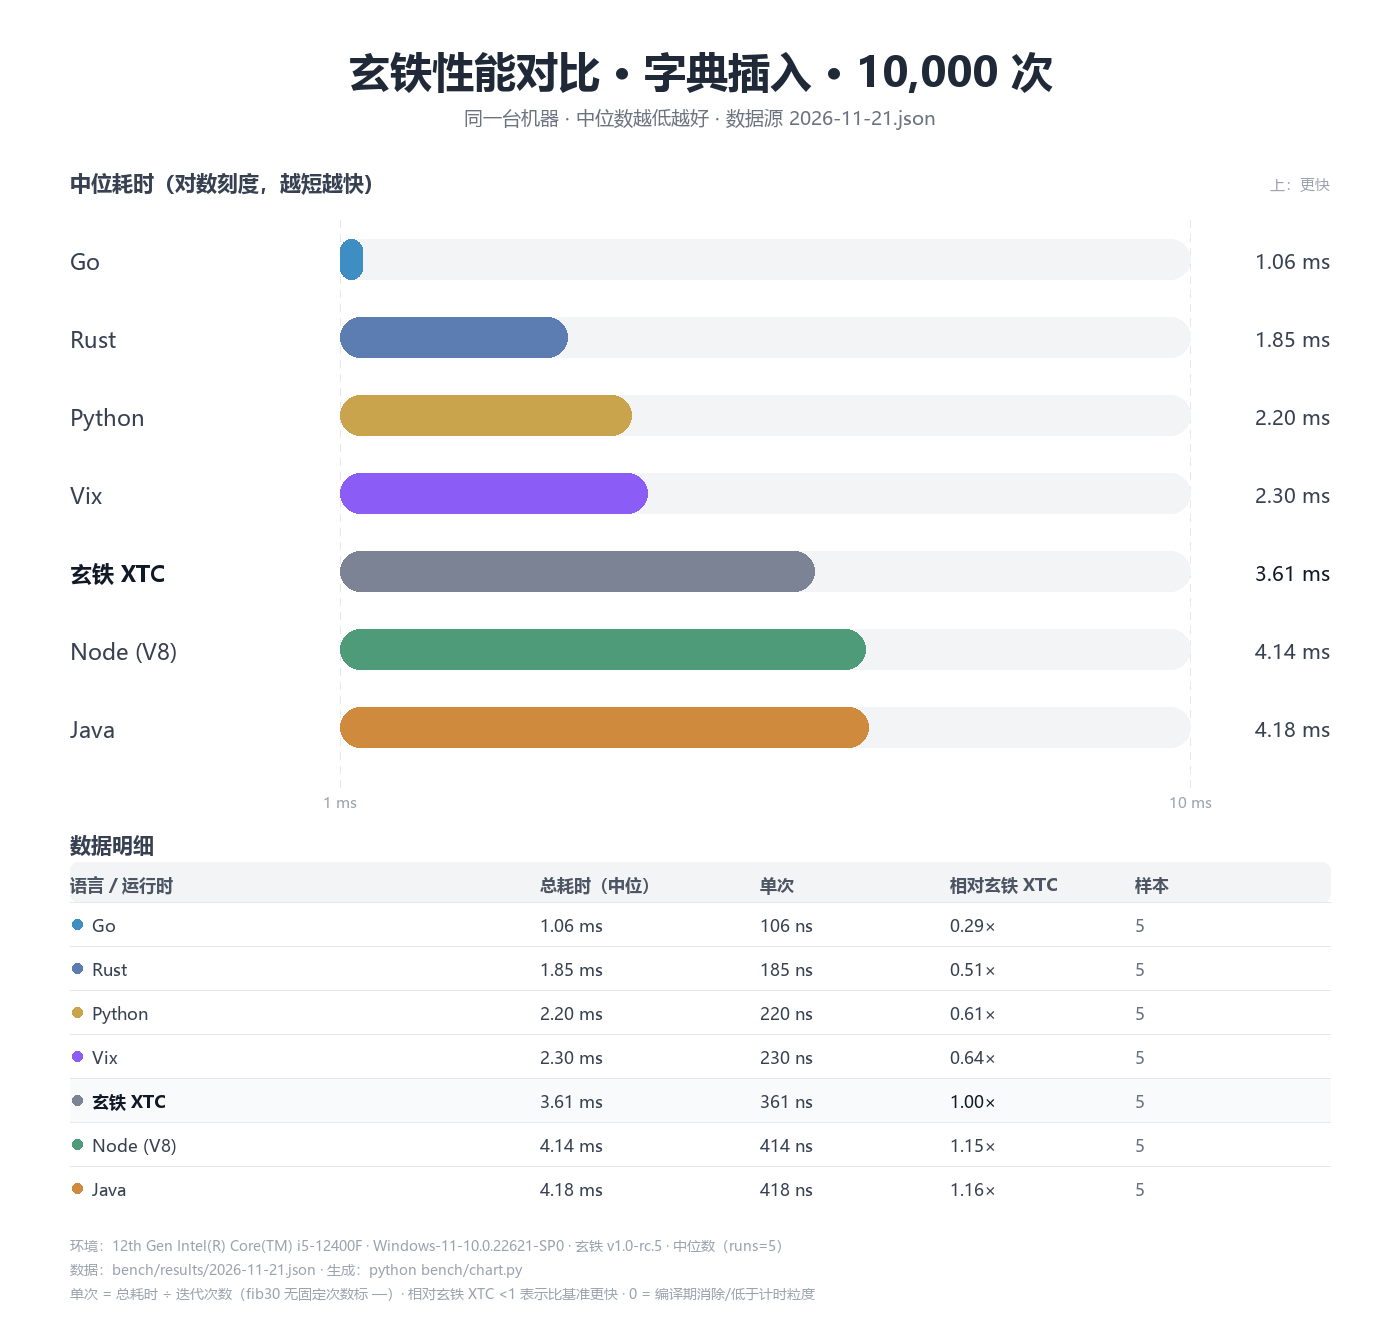 玄铁性能对比 · 字典插入 · 10,000 次
同一台机器 · 中位数越低越好 · 数据源 2026-11-21.json
中位耗时（对数刻度，越短越快） 上：更快
Go 1.06 ms
Rust 1.85 ms
Python 2.20 ms
Vix 2.30 ms
玄铁 XTC 3.61 ms
Node (V8) 4.14 ms
Java 4.18 ms
1 ms 10 ms
数据明细
语言 / 运行时 总耗时（中位） 单次 相对玄铁 XTC 样本
Go 1.06 ms 106 ns 0.29× 5
Rust 1.85 ms 185 ns 0.51× 5
Python 2.20 ms 220 ns 0.61× 5
Vix 2.30 ms 230 ns 0.64× 5
玄铁 XTC 3.61 ms 361 ns 1.00× 5
Node (V8) 4.14 ms 414 ns 1.15× 5
Java 4.18 ms 418 ns 1.16× 5
环境：12th Gen Intel(R) Core(TM) i5-12400F · Windows-11-10.0.22621-SP0 · 玄铁 v1.0-rc.5 · 中位数（runs=5）
数据：bench/results/2026-11-21.json · 生成：python bench/chart.py
单次 = 总耗时 ÷ 迭代次数（fib30 无固定次数标 —）· 相对玄铁 XTC <1 表示比基准更快 · 0 = 编译期消除/低于计时粒度